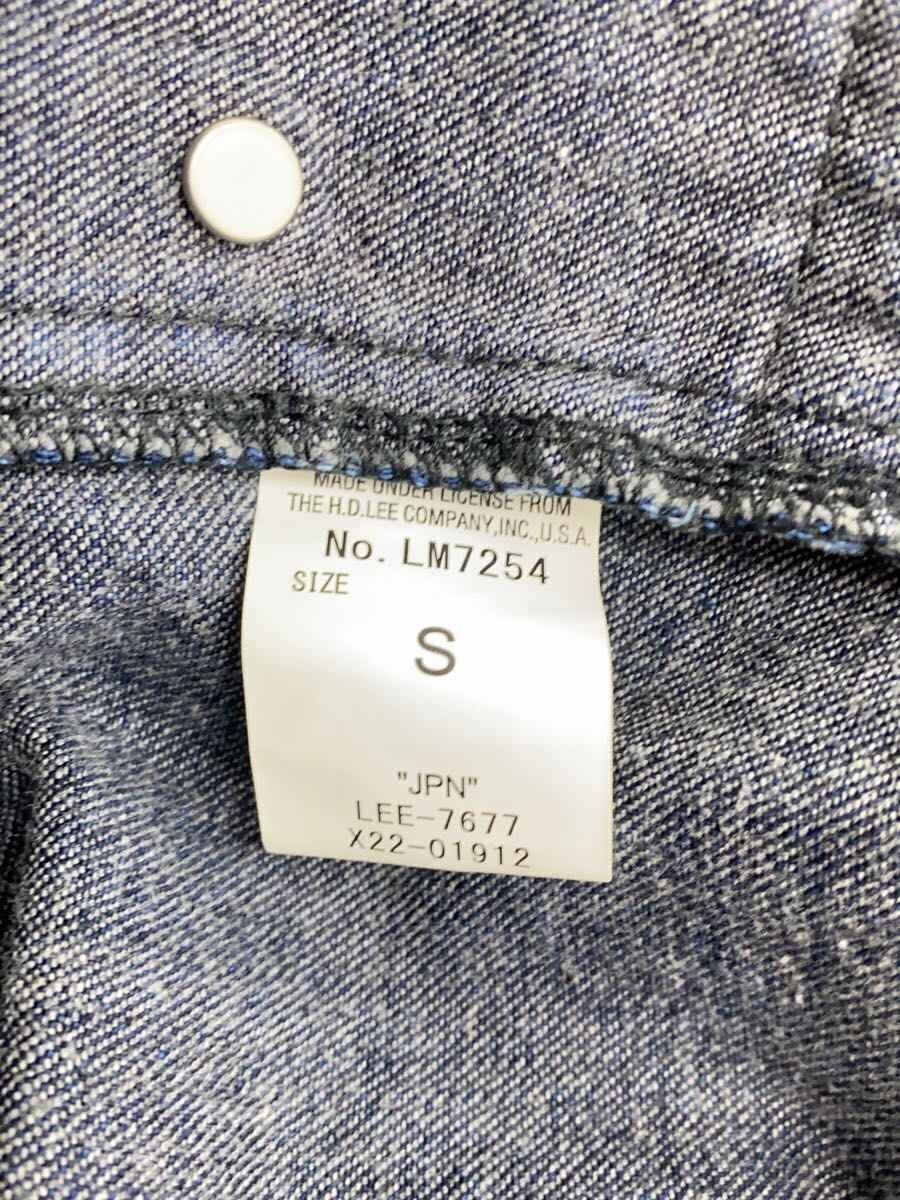 MADE UNDER LICENSE FROM
THE H.D.LEE COMPANY,INC.,U.S.A.
No. LM7254
SIZE
S
"JPN"
LEE-7677
X22-01912